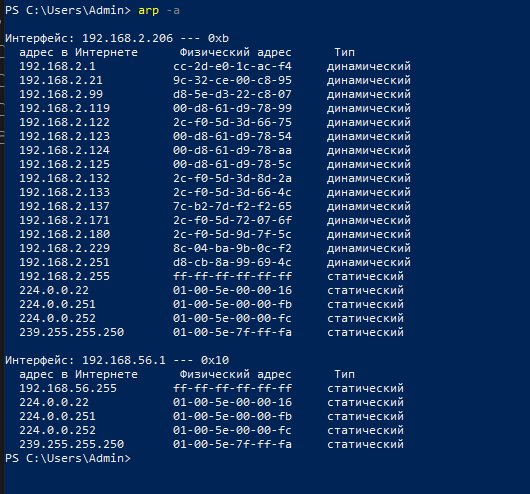 PS C:\Users\Admin> arp -a
Интерфейс: 192.168.2.206 --- 0xb
адрес в Интернете Физический адрес Тип
192.168.2.1 cc-2d-e0-1c-ac-f4 динамический
192.168.2.21 9c-32-ce-00-c8-95 динамический
192.168.2.99 d8-5e-d3-22-c8-07 динамический
192.168.2.119 00-d8-61-d9-78-99 динамический
192.168.2.122 2c-f0-5d-3d-66-75 динамический
192.168.2.123 00-d8-61-d9-78-54 динамический
192.168.2.124 00-d8-61-d9-78-aa динамический
192.168.2.125 00-d8-61-d9-78-5c динамический
192.168.2.132 2c-f0-5d-3d-8d-2a динамический
192.168.2.133 2c-f0-5d-3d-66-4c динамический
192.168.2.137 7c-b2-7d-f2-f2-65 динамический
192.168.2.171 2c-f0-5d-72-07-6f динамический
192.168.2.180 2c-f0-5d-9d-7f-5c динамический
192.168.2.229 8c-04-ba-9b-0c-f2 динамический
192.168.2.251 d8-cb-8a-99-69-4c динамический
192.168.2.255 ff-ff-ff-ff-ff-ff статический
224.0.0.22 01-00-5e-00-00-16 статический
224.0.0.251 01-00-5e-00-00-fb статический
224.0.0.252 01-00-5e-00-00-fc статический
239.255.255.250 01-00-5e-7f-ff-fa статический
Интерфейс: 192.168.56.1 --- 0x10
адрес в Интернете Физический адрес Тип
192.168.56.255 ff-ff-ff-ff-ff-ff статический
224.0.0.22 01-00-5e-00-00-16 статический
224.0.0.251 01-00-5e-00-00-fb статический
224.0.0.252 01-00-5e-00-00-fc статический
239.255.255.250 01-00-5e-7f-ff-fa статический
PS C:\Users\Admin>